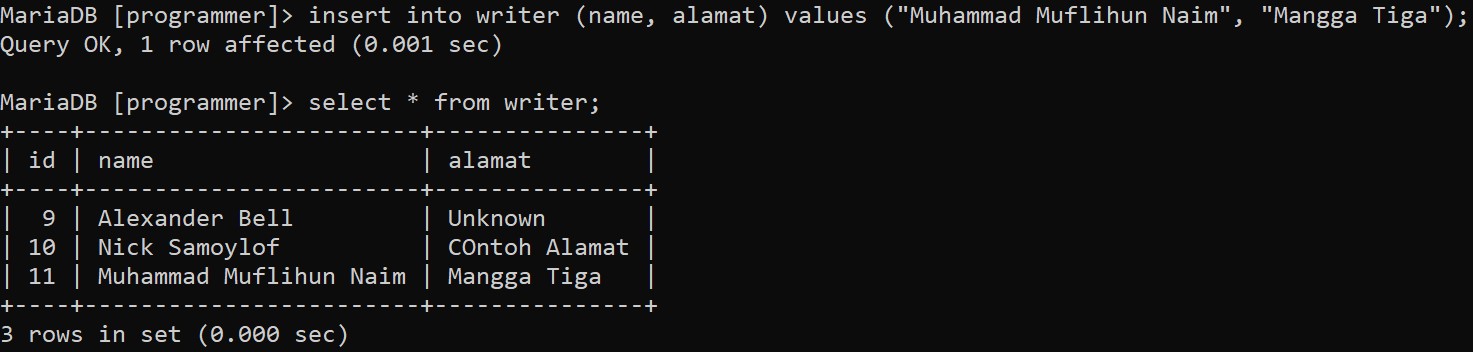 MariaDB [programmer]> insert into writer (name, alamat) values ("Muhammad Muflihun Naim", "Mangga Tiga");
Query OK, 1 row affected (0.001 sec)
MariaDB [programmer]> select * from writer;
+----+------------------------+---------------+
| id | name                   | alamat        |
+----+------------------------+---------------+
|  9 | Alexander Bell         | Unknown       |
| 10 | Nick Samoylof          | COntoh Alamat |
| 11 | Muhammad Muflihun Naim | Mangga Tiga   |
+----+------------------------+---------------+
3 rows in set (0.000 sec)